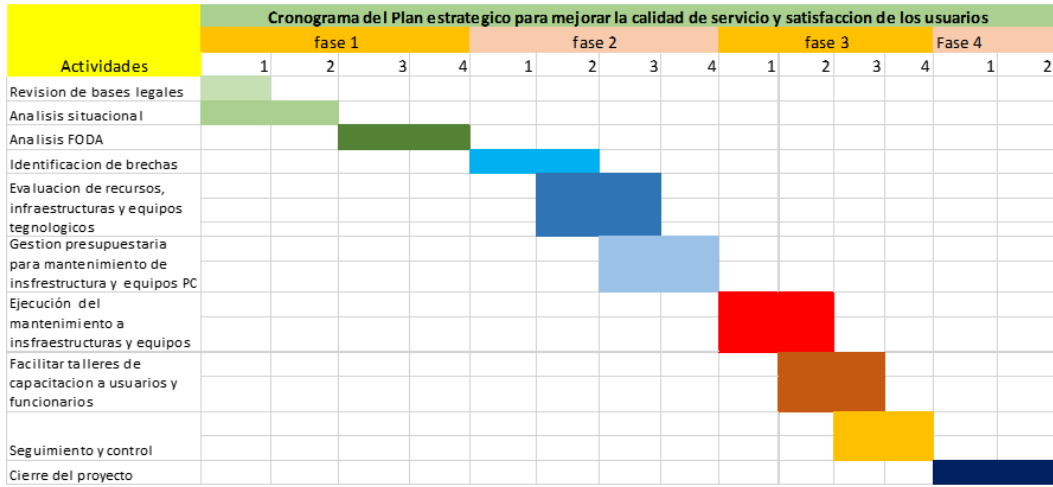 Cronograma del Plan estrategico para mejorar la calidad de servicio y satisfaccion de los usuarios
fase 1 fase 2 fase 3 Fase 4
Actividades 1 2 3 4 1 2 3 4 1 2 3 4 1 2
Revision de bases legales
Analisis situacional
Analisis FODA
Identificacion de brechas
Evaluacion de recursos,
infraestructuras y equipos
tegnologicos
Gestion presupuestaria
para mantenimiento de
insfrestructura y equipos PC
Ejecución del
mantenimiento a
insfraestructuras y equipos
Facilitar talleres de
capacitacion a usuarios y
funcionarios
Seguimiento y control
Cierre del proyecto